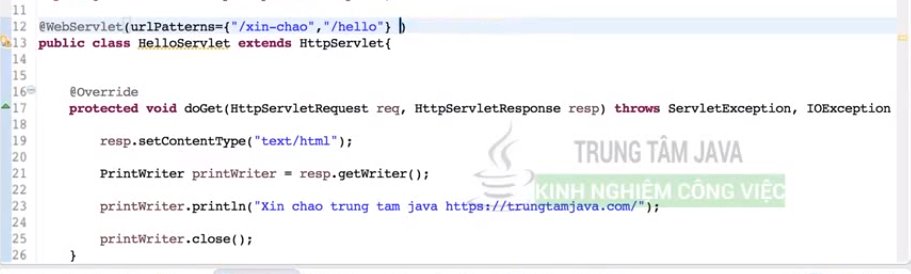 11
12 @WebServlet(urlPatterns={"/xin-chao","/hello"} )
13 public class HelloServlet extends HttpServlet{
14
15
16 @Override
17 protected void doGet(HttpServletRequest req, HttpServletResponse resp) throws ServletException, IOException
18
19 resp.setContentType("text/html");
20
21 PrintWriter printWriter = resp.getWriter();
22
23 printWriter.println("Xin chao trung tam java https://trungtamjava.com/");
24
25 printWriter.close();
26 }
TRUNG TÂM JAVA
KINH NGHIỆM CÔNG VIỆC